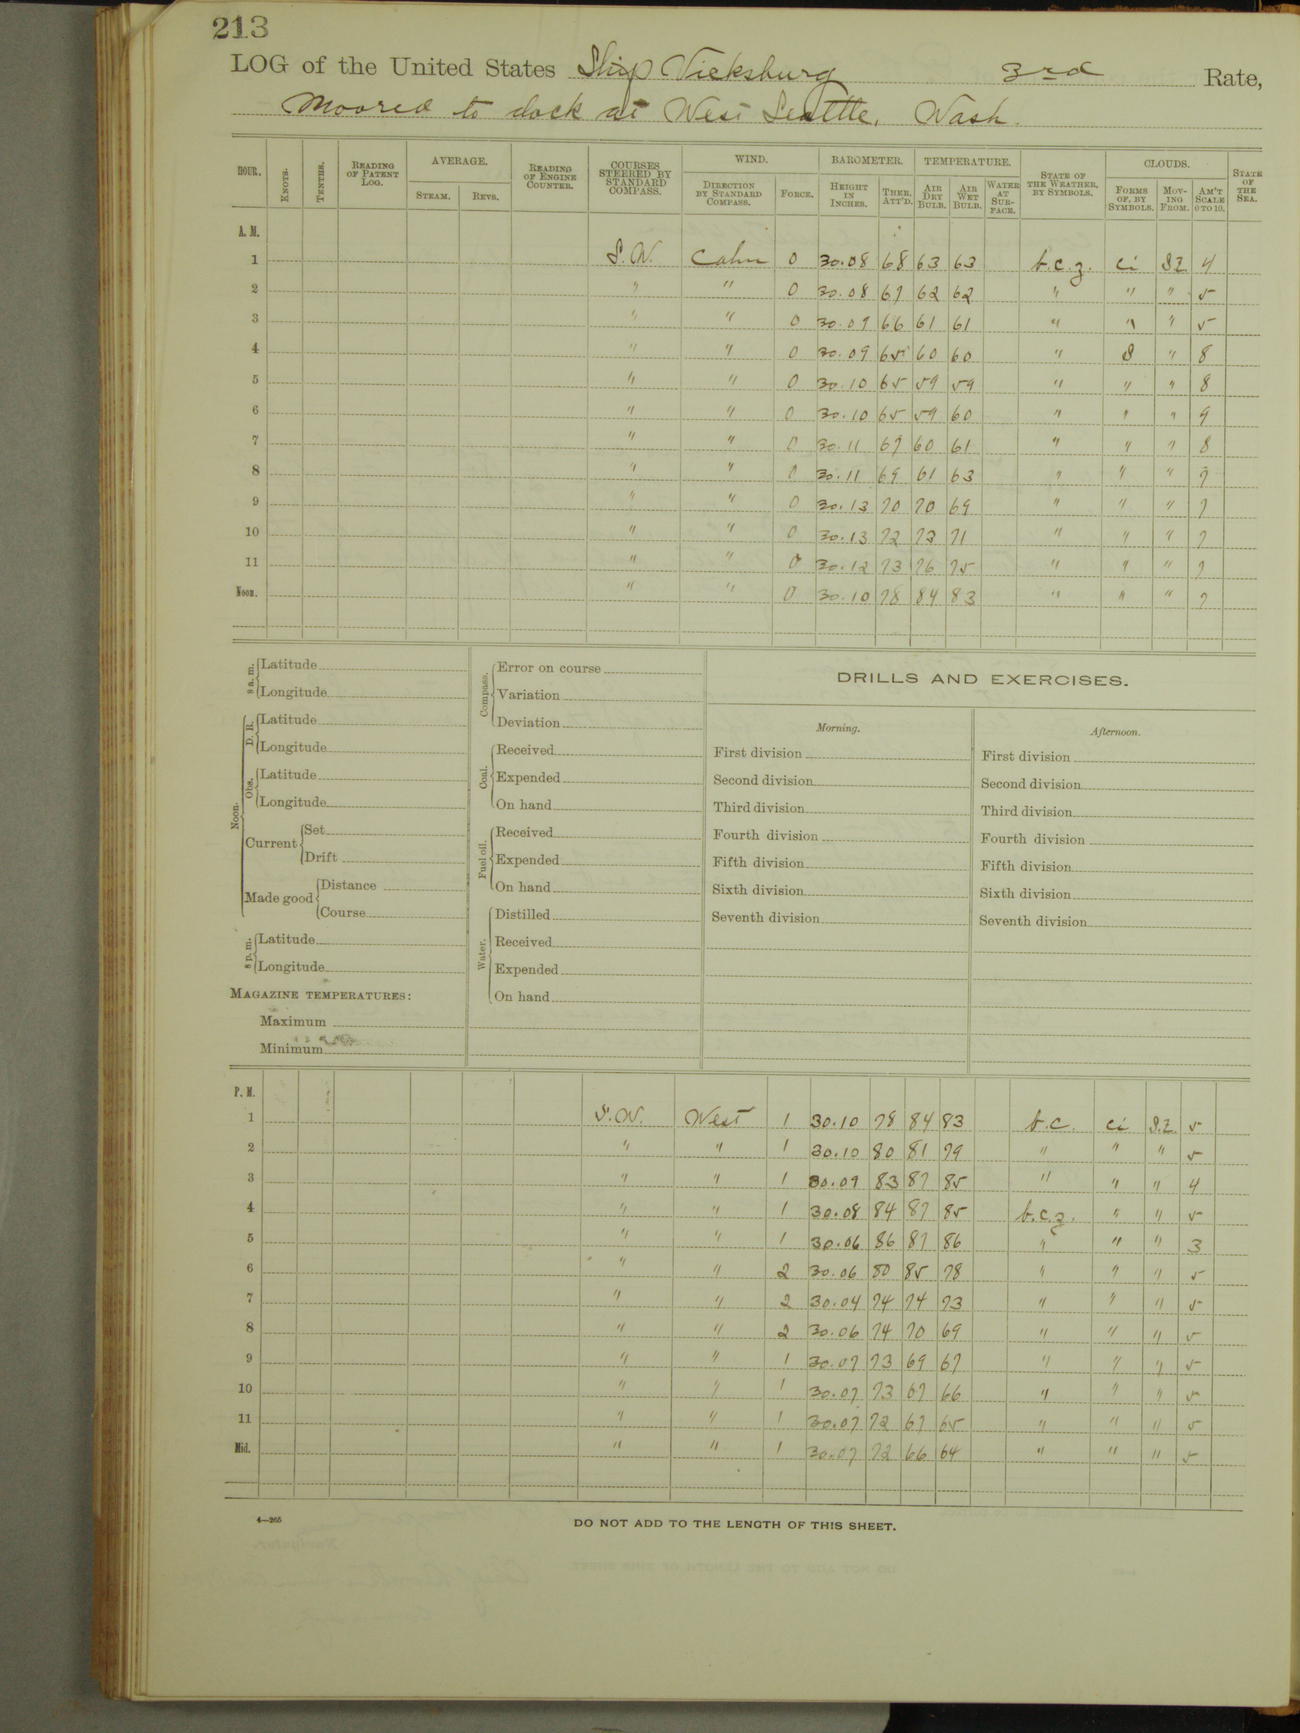 213
LOG of the United States Ship Vicksburg 3rd Rate,
Moored to dock at West Seattle, Wash.
HOUR. KNOTS. TENTHS. READING OF PATENT LOG. AVERAGE. STEAM. REVS. READING OF ENGINE COUNTER. COURSES STEERED BY STANDARD COMPASS. WIND. DIRECTION BY STANDARD COMPASS. FORCE. BAROMETER. HEIGHT IN INCHES. THER. ATT'D. TEMPERATURE. AIR DRY BULB. AIR WET BULB. WATER AT SURFACE. STATE OF THE WEATHER, BY SYMBOLS. CLOUDS. FORMS OF, BY SYMBOLS. MOVING FROM. AM'T SCALE 0 TO 10. STATE OF THE SEA.
A. M.
1 S.W. Calm 0 30.08 68 63 63 b.c.z. ci 4
2 " " 0 30.08 67 62 62 " " " 5
3 " " 0 30.09 66 61 61 " " " 5
4 " " 0 30.09 65 60 60 " S " 8
5 " " 0 30.10 65 59 59 " " " 8
6 " " 0 30.10 65 59 60 " " " 9
7 " " 0 30.11 67 60 61 " " " 8
8 " " 0 30.11 69 61 63 " " " 7
9 " " 0 30.13 70 70 69 " " " 7
10 " " 0 30.13 72 73 71 " " " 7
11 " " 0 30.12 73 76 75 " " " 7
Noon. " " 0 30.10 78 84 83 " " " 7
8 a. m. Latitude
Longitude
Noon. D. R. Latitude
Longitude
Obs. Latitude
Longitude
Current Set
Drift
Made good Distance
Course
8 p. m. Latitude
Longitude
MAGAZINE TEMPERATURES:
Maximum
Minimum
Compass. Error on course
Variation
Deviation
Coal. Received
Expended
On hand
Fuel oil. Received
Expended
On hand
Water. Distilled
Received
Expended
On hand
DRILLS AND EXERCISES.
Morning.
First division
Second division
Third division
Fourth division
Fifth division
Sixth division
Seventh division
Afternoon.
First division
Second division
Third division
Fourth division
Fifth division
Sixth division
Seventh division
P. M.
1 S.W. West 1 30.10 78 84 83 b.c. ci 5
2 " " 1 30.10 80 81 79 " " " 5
3 " " 1 30.09 83 87 85 " " " 4
4 " " 1 30.08 84 87 85 b.c.z. " " 5
5 " " 1 30.06 86 87 86 " " " 3
6 " " 2 30.06 80 85 78 " " " 5
7 " " 2 30.04 74 74 73 " " " 5
8 " " 2 30.06 74 70 69 " " " 5
9 " " 1 30.07 73 69 67 " " " 5
10 " " 1 30.07 73 67 66 " " " 5
11 " " 1 30.07 72 67 65 " " " 5
Mid. " " 1 30.07 72 66 64 " " " 5
4—265
DO NOT ADD TO THE LENGTH OF THIS SHEET.